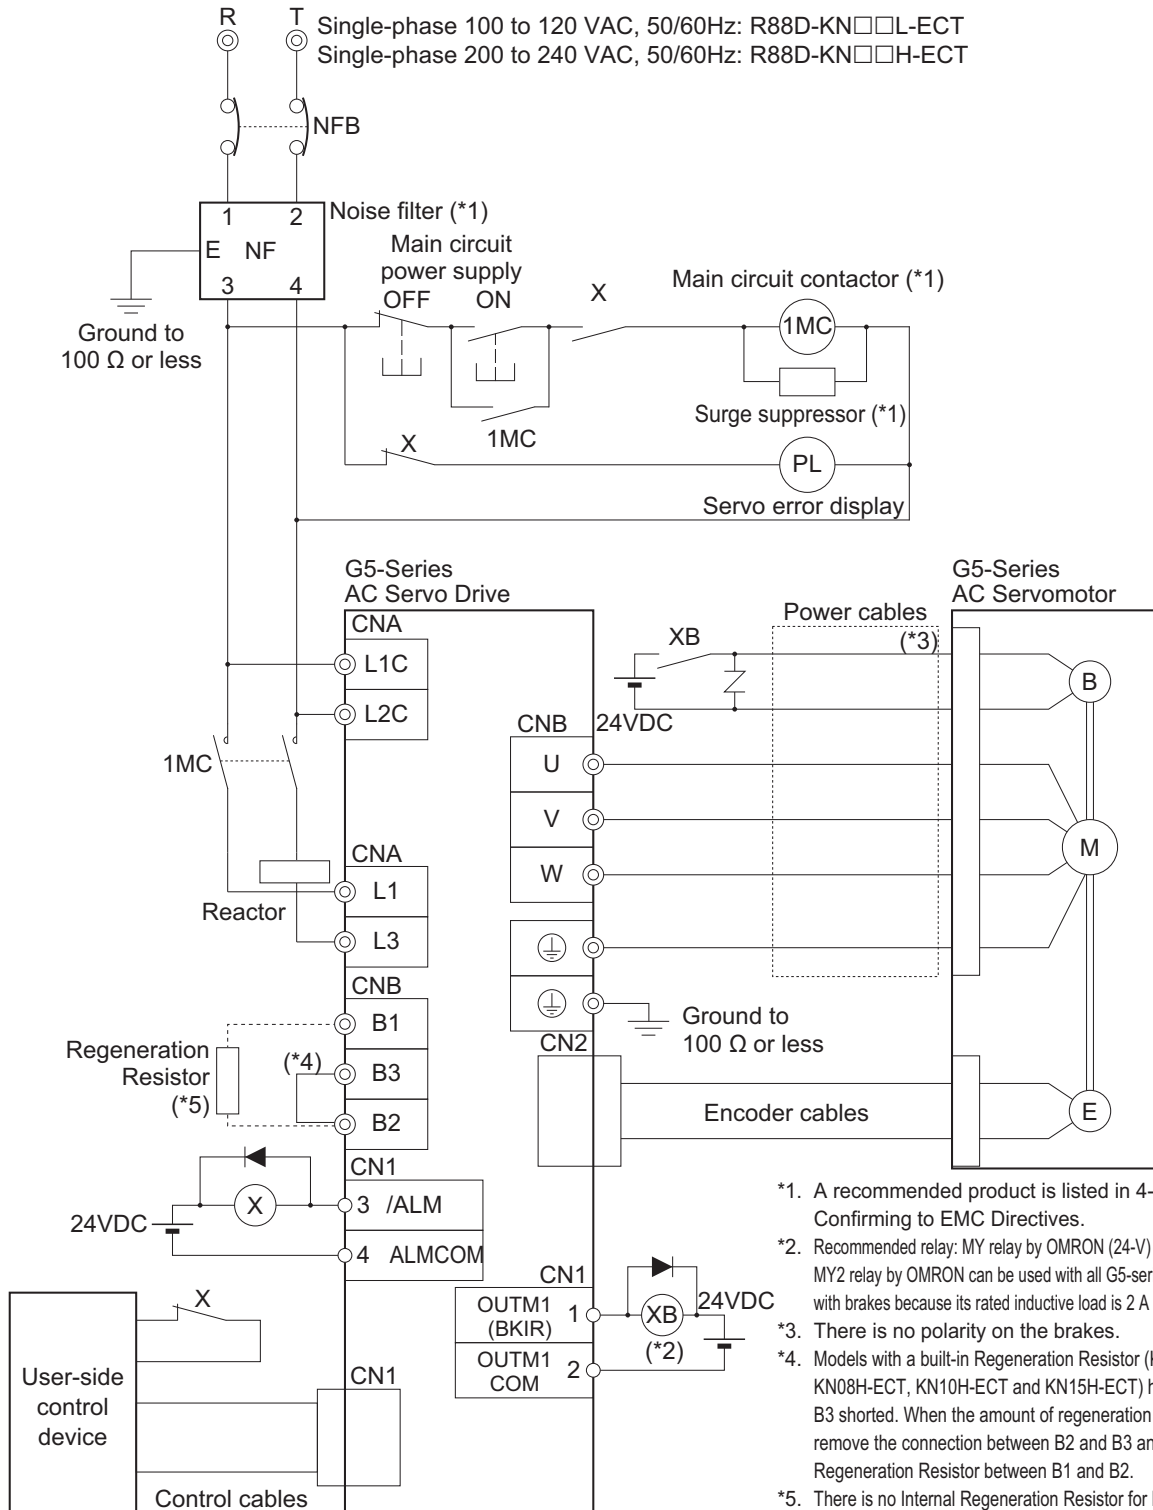 R T
Single-phase 100 to 120 VAC, 50/60Hz: R88D-KN□□L-ECT
Single-phase 200 to 240 VAC, 50/60Hz: R88D-KN□□H-ECT
NFB
1 2
Noise filter (*1)
E NF
3 4
Ground to
100 Ω or less
Main circuit
power supply
OFF ON
X
Main circuit contactor (*1)
1MC
Surge suppressor (*1)
1MC
X
PL
Servo error display
G5-Series
AC Servo Drive
G5-Series
AC Servomotor
CNA
L1C
L2C
1MC
CNA
L1
Reactor
L3
CNB
B1
Regeneration
Resistor
(*5)
(*4)
B3
B2
XB
24VDC
Power cables
(*3)
B
CNB
U
V
W
M
Ground to
100 Ω or less
CN2
Encoder cables
E
CN1
X
3 /ALM
24VDC
4 ALMCOM
CN1
OUTM1
(BKIR)
1
XB
24VDC
(*2)
OUTM1
COM
2
X
User-side
control
device
CN1
Control cables
*1. A recommended product is listed in 4-
Confirming to EMC Directives.
*2. Recommended relay: MY relay by OMRON (24-V)
MY2 relay by OMRON can be used with all G5-ser
with brakes because its rated inductive load is 2 A
*3. There is no polarity on the brakes.
*4. Models with a built-in Regeneration Resistor (
KN08H-ECT, KN10H-ECT and KN15H-ECT) h
B3 shorted. When the amount of regeneration
remove the connection between B2 and B3 an
Regeneration Resistor between B1 and B2.
*5. There is no Internal Regeneration Resistor for